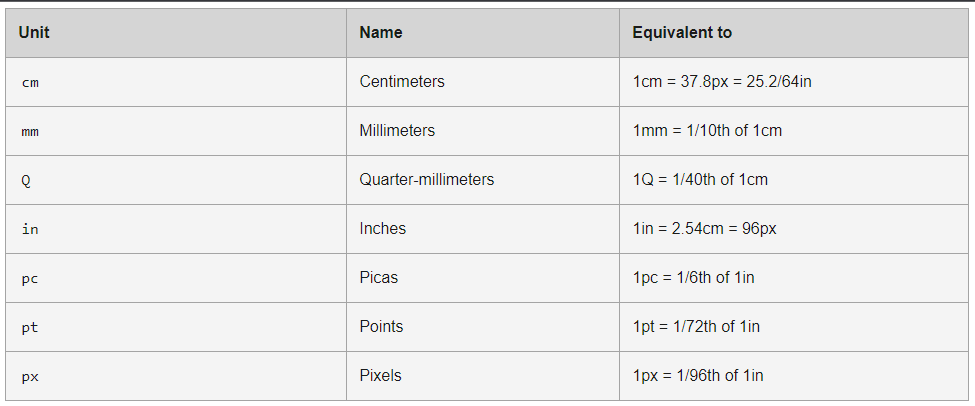 Unit Name Equivalent to
cm Centimeters 1cm = 37.8px = 25.2/64in
mm Millimeters 1mm = 1/10th of 1cm
Q Quarter-millimeters 1Q = 1/40th of 1cm
in Inches 1in = 2.54cm = 96px
pc Picas 1pc = 1/6th of 1in
pt Points 1pt = 1/72th of 1in
px Pixels 1px = 1/96th of 1in